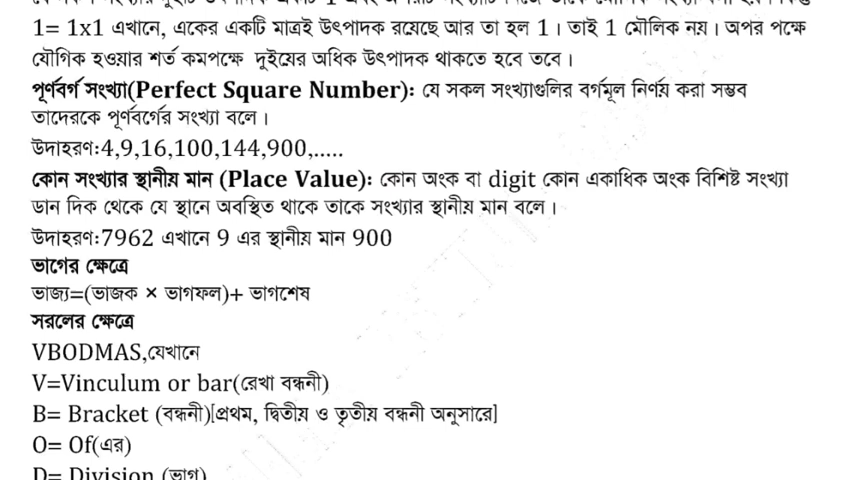 1= 1x1 এখানে, একের একটি মাত্রই উৎপাদক রয়েছে আর তা হল 1। তাই 1 মৌলিক নয়। অপর পক্ষে
যৌগিক হওয়ার শর্ত কমপক্ষে দুইয়ের অধিক উৎপাদক থাকতে হবে তবে।
পূর্ণবর্গ সংখ্যা(Perfect Square Number): যে সকল সংখ্যাগুলির বর্গমূল নির্ণয় করা সম্ভব
তাদেরকে পূর্ণবর্গের সংখ্যা বলে।
উদাহরণ:4,9,16,100,144,900,.....
কোন সংখ্যার স্থানীয় মান (Place Value): কোন অংক বা digit কোন একাধিক অংক বিশিষ্ট সংখ্যা
ডান দিক থেকে যে স্থানে অবস্থিত থাকে তাকে সংখ্যার স্থানীয় মান বলে।
উদাহরণ:7962 এখানে 9 এর স্থানীয় মান 900
ভাগের ক্ষেত্রে
ভাজ্য=(ভাজক × ভাগফল)+ ভাগশেষ
সরলের ক্ষেত্রে
VBODMAS,যেখানে
V=Vinculum or bar(রেখা বন্ধনী)
B= Bracket (বন্ধনী)[প্রথম, দ্বিতীয় ও তৃতীয় বন্ধনী অনুসারে]
O= Of(এর)
D= Division (ভাগ)